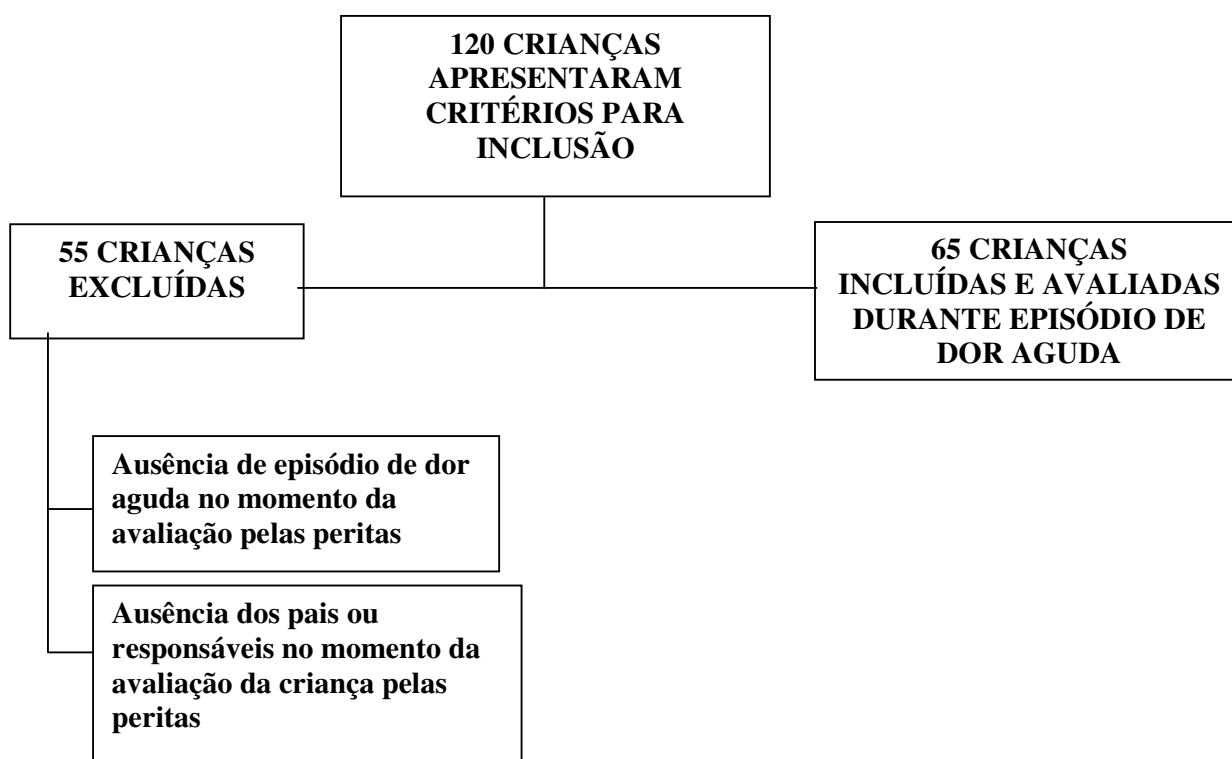 120 CRIANÇAS
APRESENTARAM
CRITÉRIOS PARA
INCLUSÃO
55 CRIANÇAS
EXCLUÍDAS
65 CRIANÇAS
INCLUÍDAS E AVALIADAS
DURANTE EPISÓDIO DE
DOR AGUDA
Ausência de episódio de dor
aguda no momento da
avaliação pelas peritas
Ausência dos pais ou
responsáveis no momento da
avaliação da criança pelas
peritas